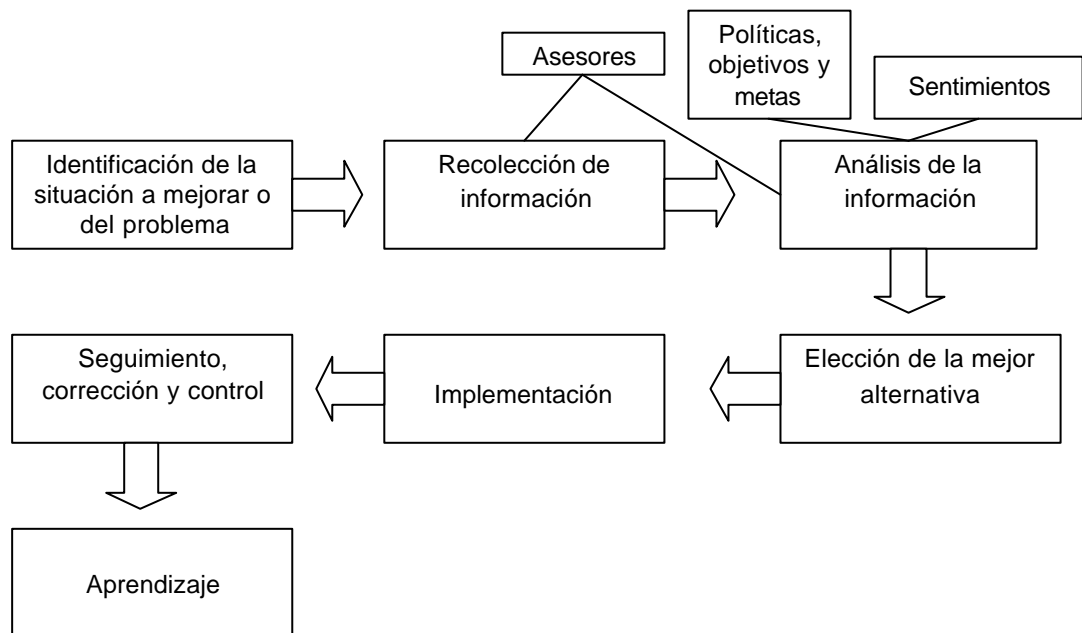 Asesores
Políticas,
objetivos y
metas
Sentimientos
Identificación de la
situación a mejorar o
del problema
Recolección de
información
Análisis de la
información
Elección de la mejor
alternativa
Implementación
Seguimiento,
corrección y control
Aprendizaje